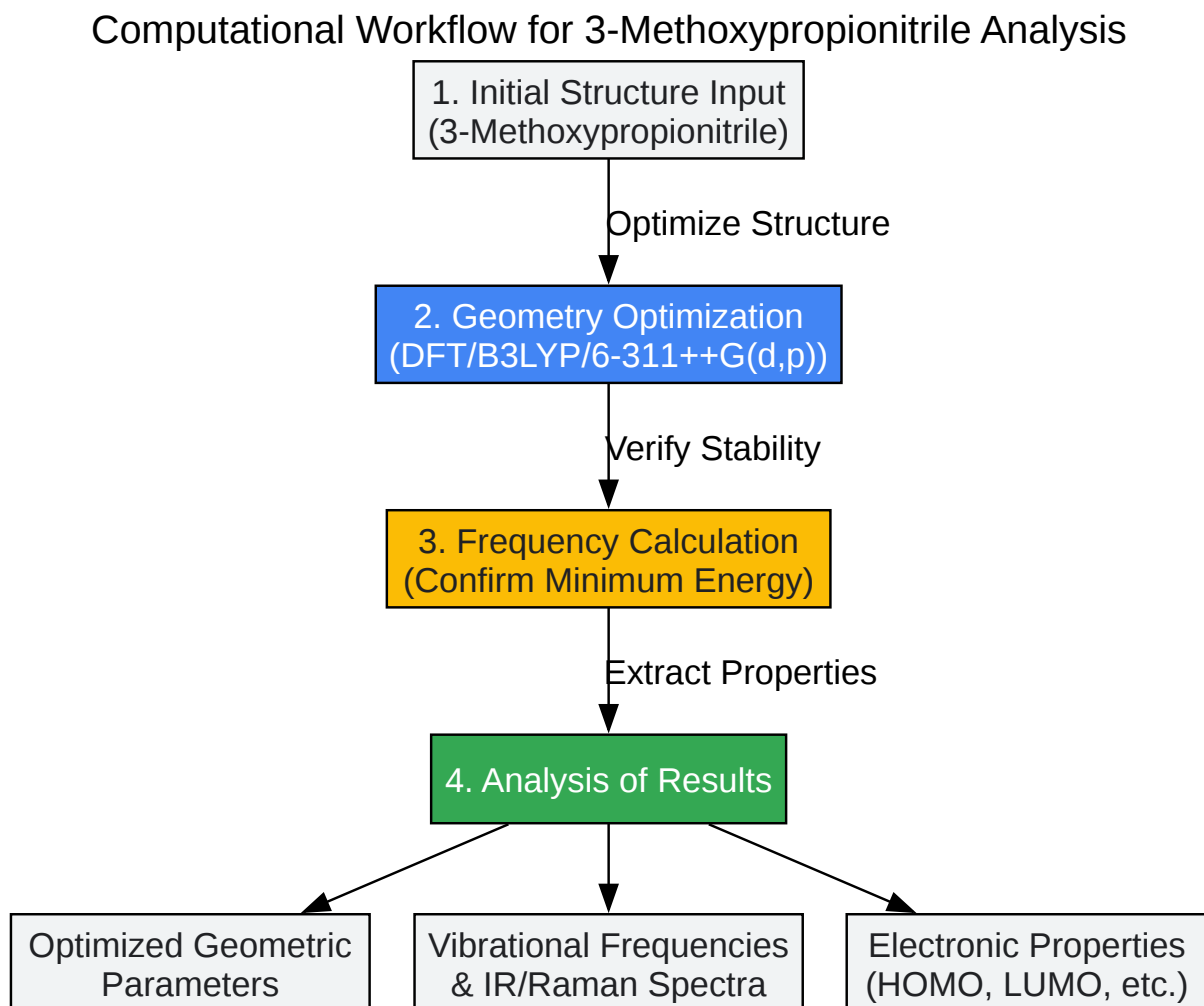 Computational Workflow for 3-Methoxypropionitrile Analysis
1. Initial Structure Input
(3-Methoxypropionitrile)
Optimize Structure
2. Geometry Optimization
(DFT/B3LYP/6-311++G(d,p))
Verify Stability
3. Frequency Calculation
(Confirm Minimum Energy)
Extract Properties
4. Analysis of Results
Optimized Geometric
Parameters
Vibrational Frequencies
& IR/Raman Spectra
Electronic Properties
(HOMO, LUMO, etc.)